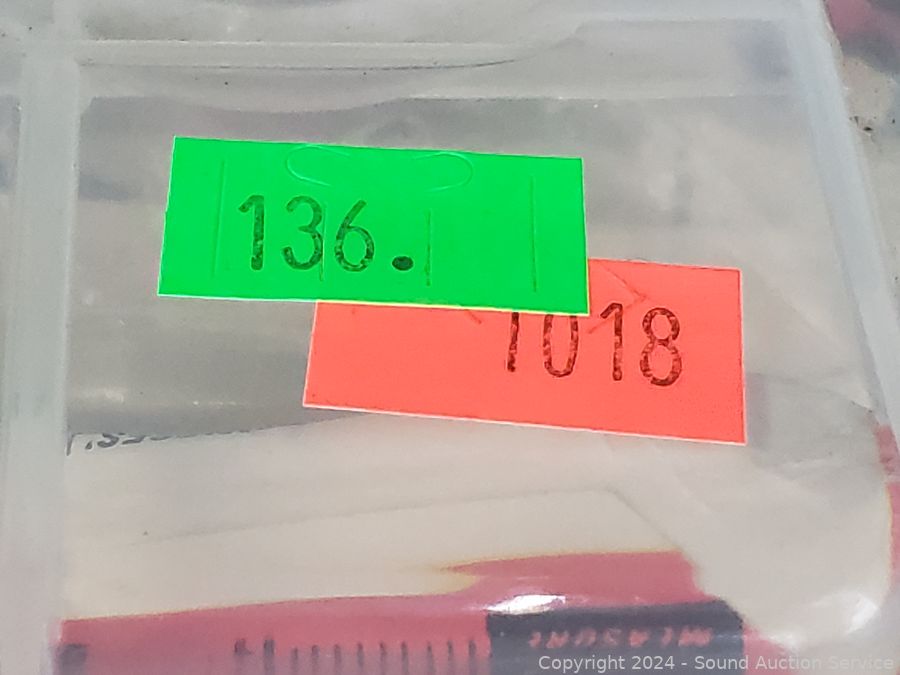 136.
1018
MEASURE
Copyright 2024 - Sound Auction Service